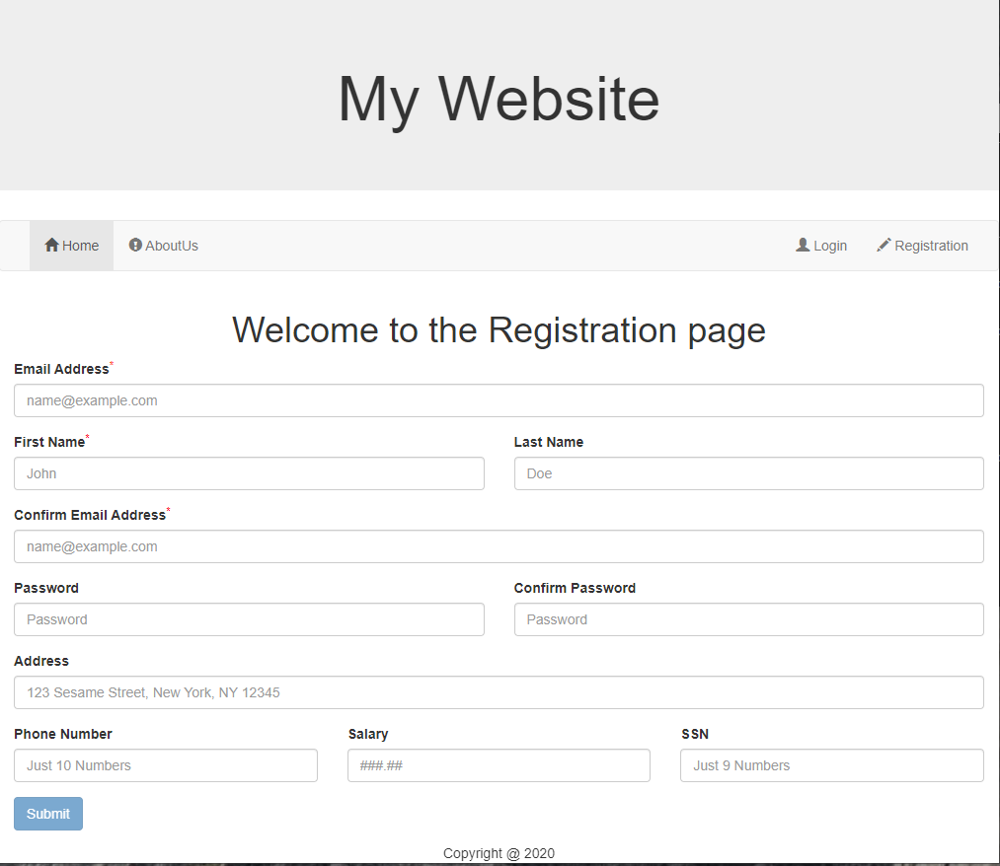 My Website
Home AboutUs Login Registration
Welcome to the Registration page
Email Address*
name@example.com
First Name* Last Name
John Doe
Confirm Email Address*
name@example.com
Password Confirm Password
Password Password
Address
123 Sesame Street, New York, NY 12345
Phone Number Salary SSN
Just 10 Numbers ###.## Just 9 Numbers
Submit
Copyright @ 2020